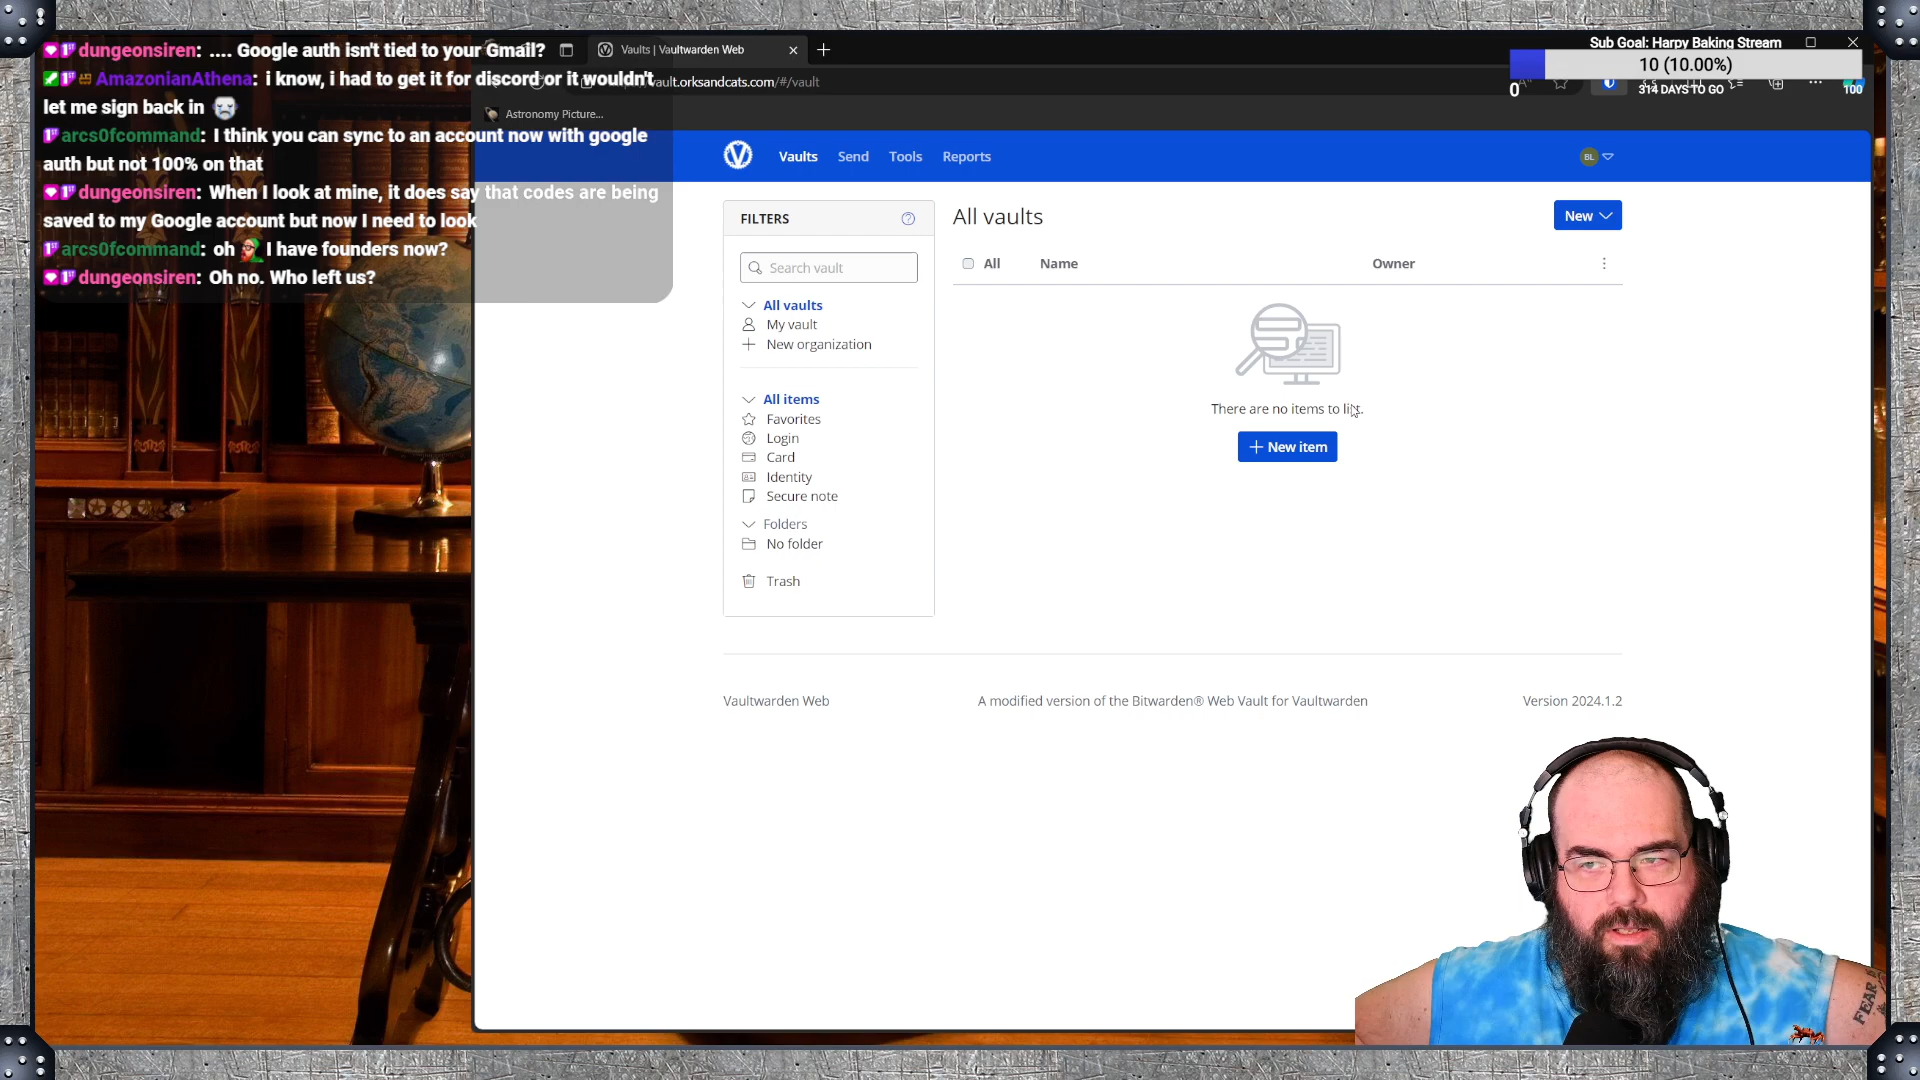 dungeonsiren: .... Google auth isn't tied to your Gmail?
AmazonianAthena: i know, i had to get it for discord or it wouldn't
let me sign back in
arcs0fcommand: I think you can sync to an account now with google
auth but not 100% on that
dungeonsiren: When I look at mine, it does say that codes are being
saved to my Google account but now I need to look
arcs0fcommand: oh I have founders now?
dungeonsiren: Oh no. Who left us?
Vaults | Vaultwarden Web
vault.orksandcats.com/#/vault
Astronomy Picture...
Sub Goal: Harpy Baking Stream
10 (10.00%)
0
314 DAYS TO GO
100
Vaults
Send
Tools
Reports
BL
FILTERS
Search vault
All vaults
My vault
New organization
All items
Favorites
Login
Card
Identity
Secure note
Folders
No folder
Trash
All vaults
New
All
Name
Owner
There are no items to list.
New item
Vaultwarden Web
A modified version of the Bitwarden® Web Vault for Vaultwarden
Version 2024.1.2
FEAR